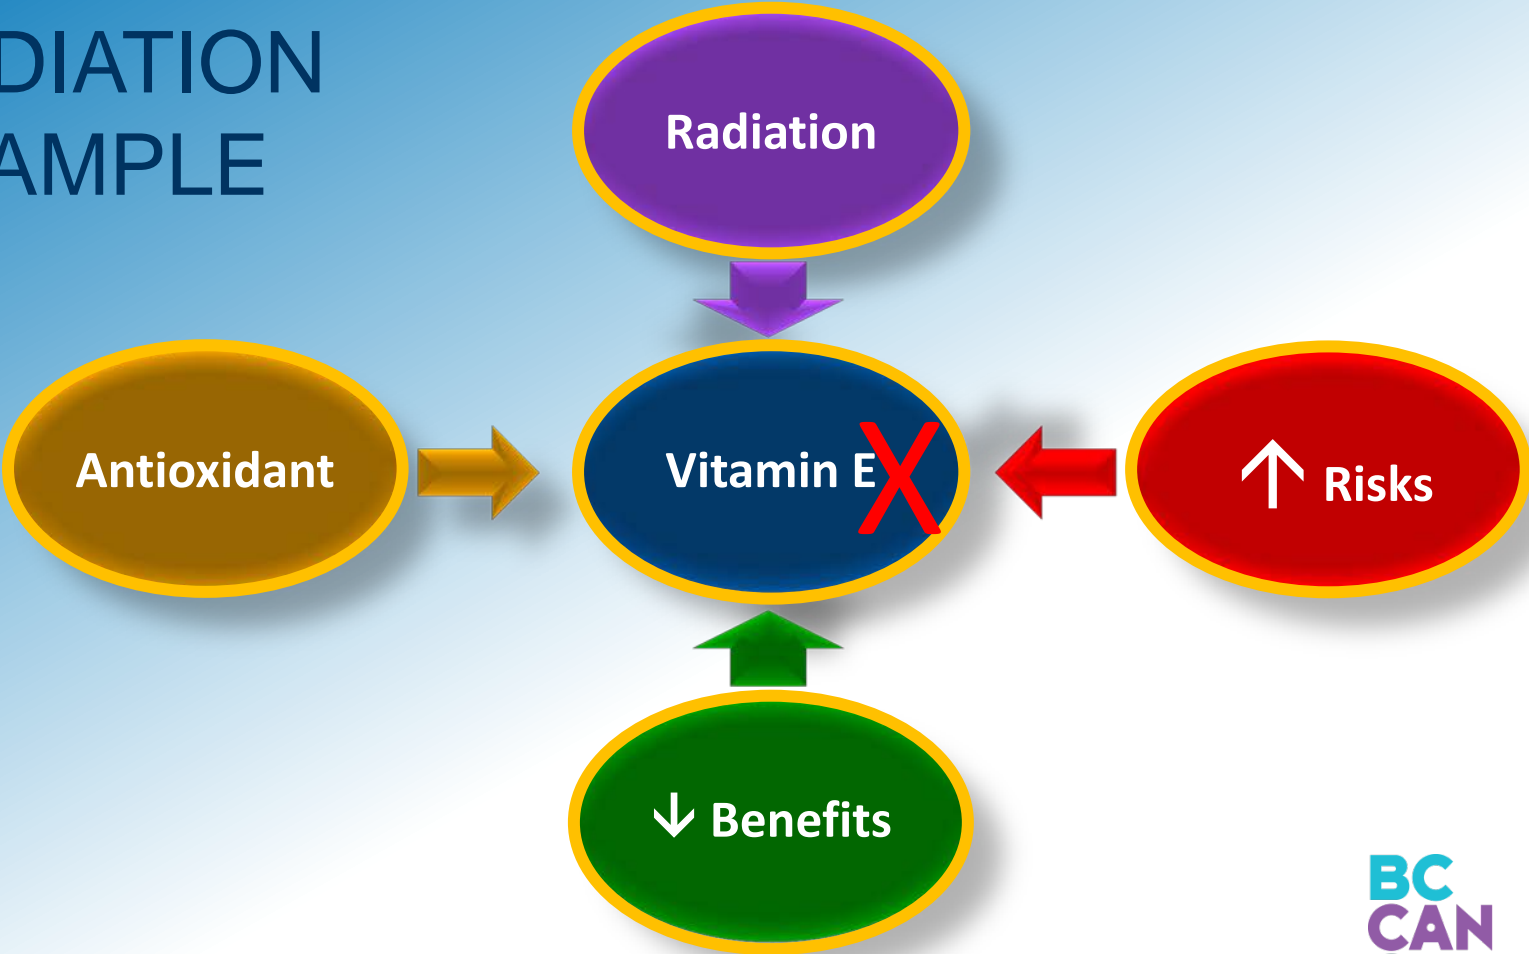 DIATION
AMPLE
Radiation
Antioxidant
Vitamin E X
↑ Risks
↓ Benefits
BC
CAN